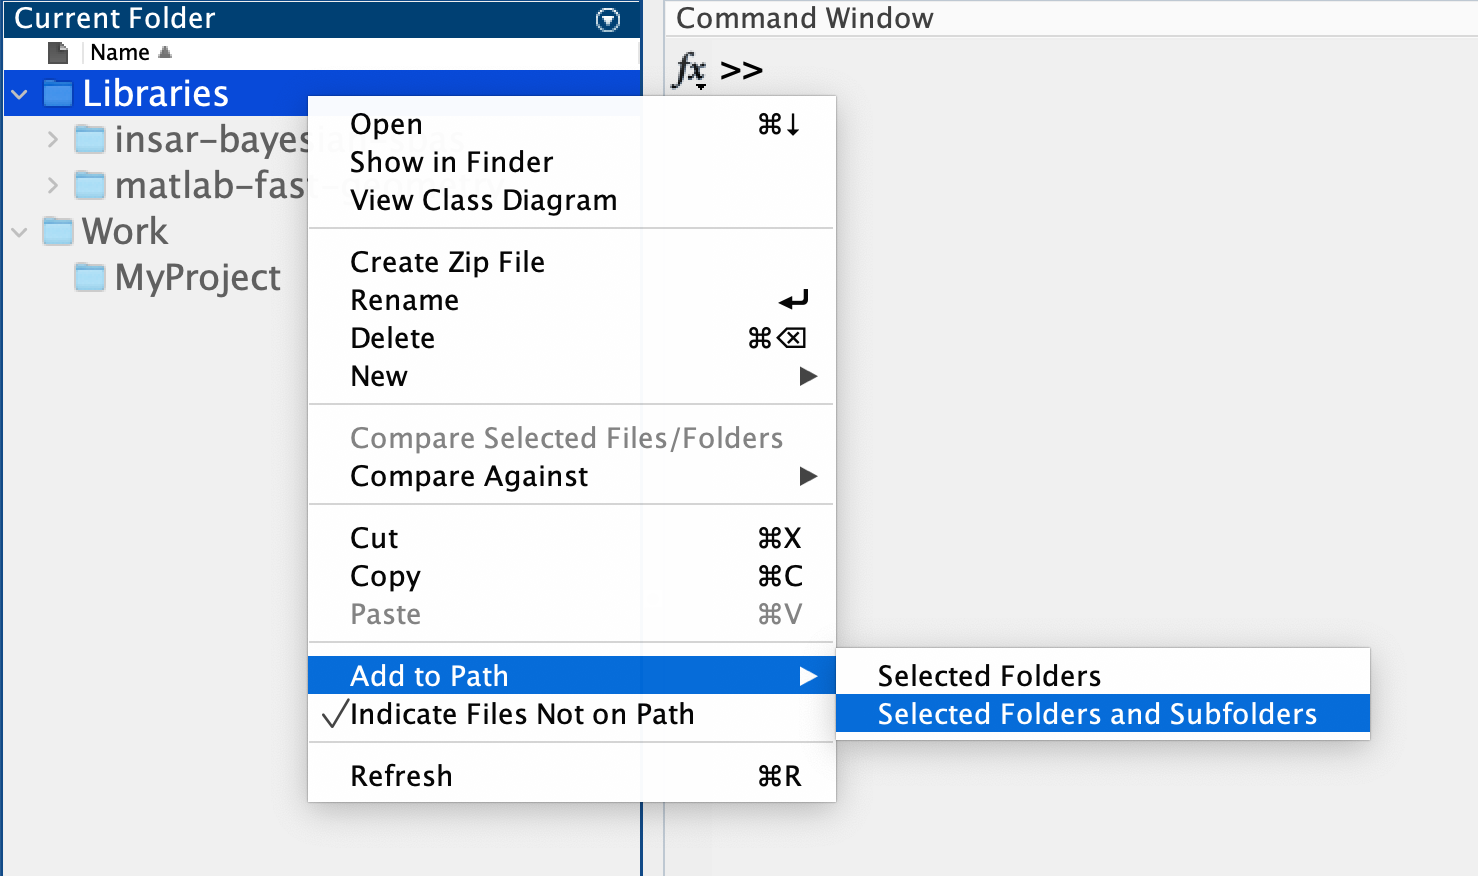 Current Folder
Name
Libraries
insar-bayes
matlab-fas
Work
MyProject
Command Window
fx >>
Open ⌘↓
Show in Finder
View Class Diagram
Create Zip File
Rename
Delete ⌘⌫
New
Compare Selected Files/Folders
Compare Against
Cut ⌘X
Copy ⌘C
Paste ⌘V
Add to Path
Indicate Files Not on Path
Refresh ⌘R
Selected Folders
Selected Folders and Subfolders